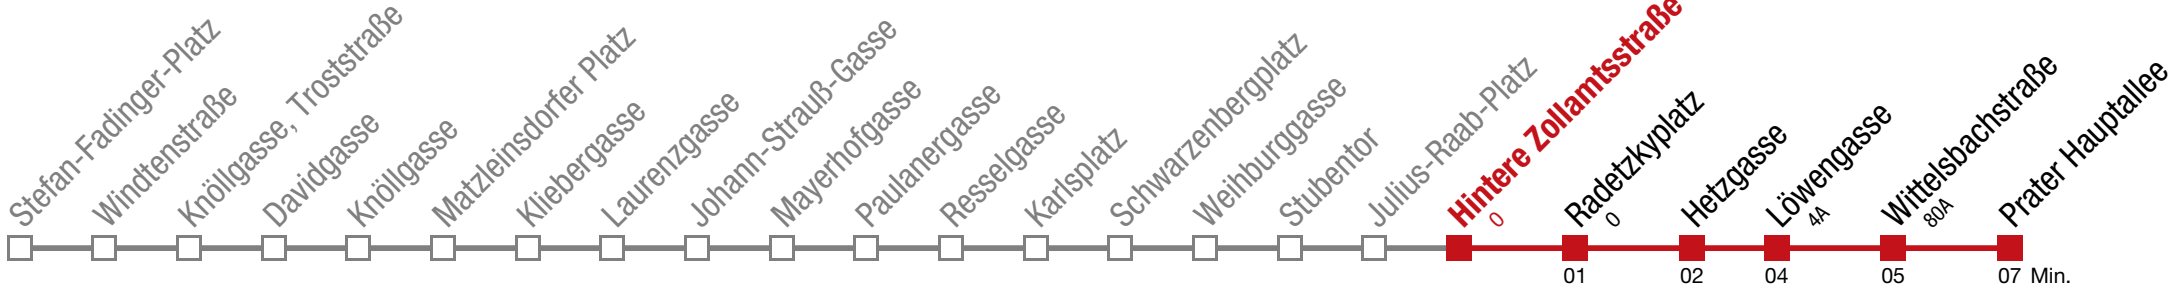 Stefan-Fadinger-Platz
Windtenstraße
Knöllgasse, Troststraße
Davidgasse
Knöllgasse
Matzleinsdorfer Platz
Kliebergasse
Laurenzgasse
Johann-Strauß-Gasse
Mayerhofgasse
Paulanergasse
Resselgasse
Karlsplatz
Schwarzenbergplatz
Weihburggasse
Stubentor
Julius-Raab-Platz
Hintere Zollamtsstraße
O
Radetzkyplatz
O
Hetzgasse
Löwengasse
4A
Wittelsbachstraße
80A
Prater Hauptallee
01 02 04 05 07 Min.